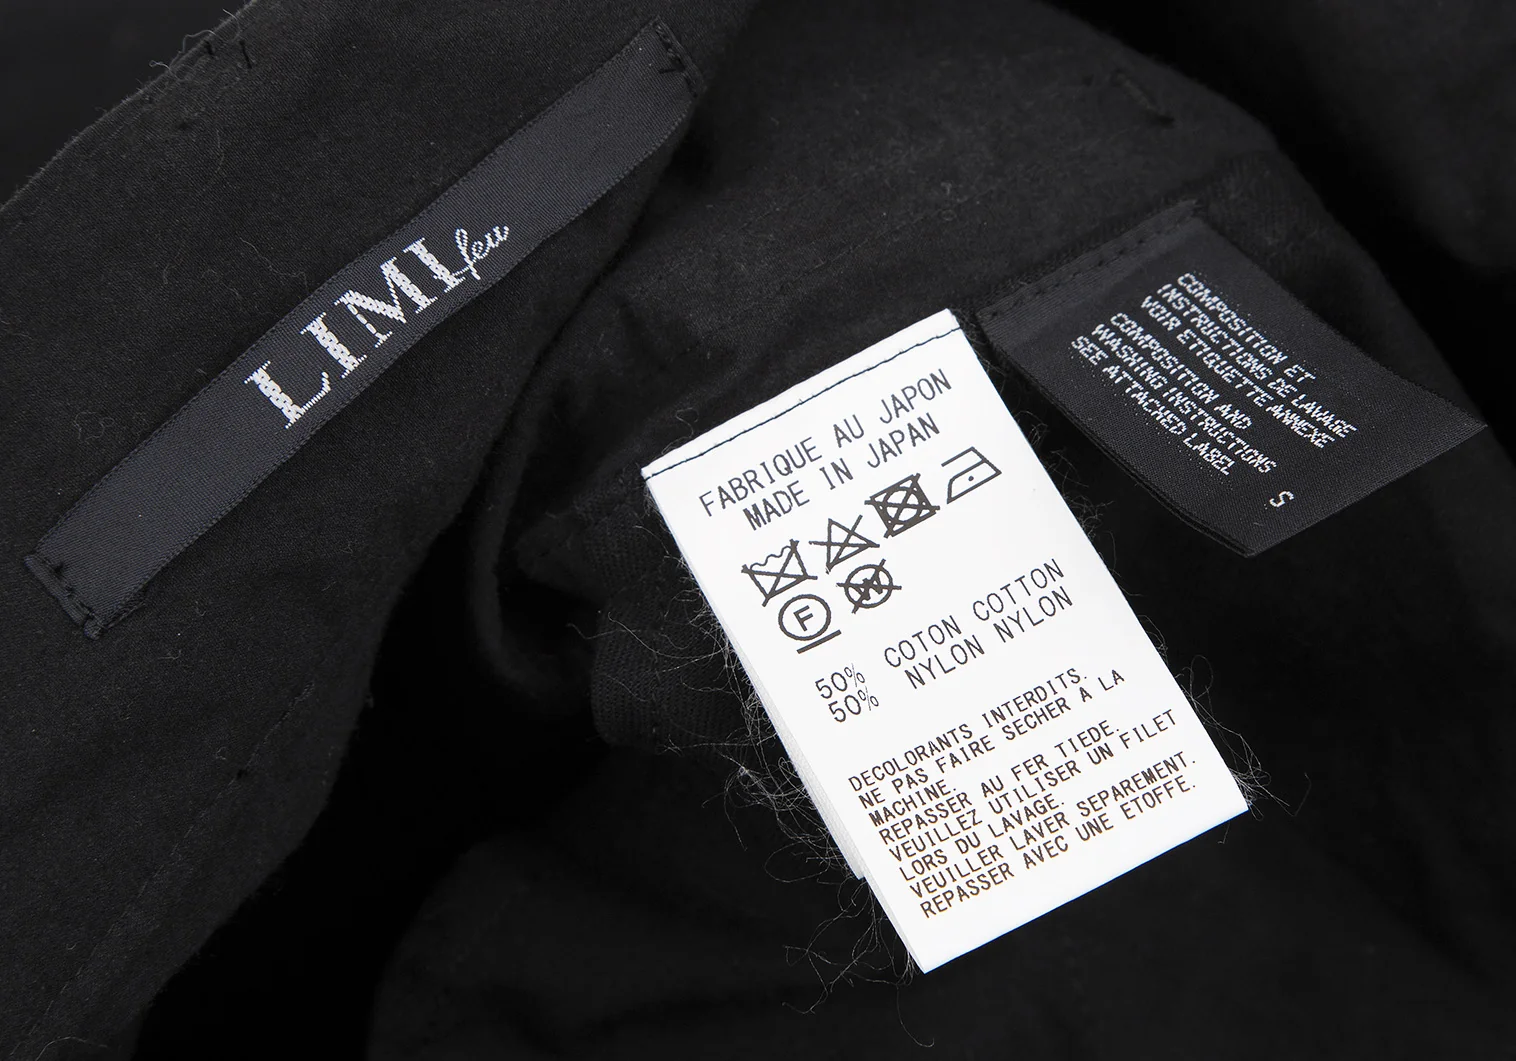 LIMI feu
FABRIQUE AU JAPON
MADE IN JAPAN
F
W
50% COTON COTTON
50% NYLON NYLON
DECOLORANTS INTERDITS.
NE PAS FAIRE SECHER A LA
MACHINE.
REPASSER AU FER TIEDE.
VEUILLEZ UTILISER UN FILET
LORS DU LAVAGE.
VEUILLER LAVER SEPAREMENT.
REPASSER AVEC UNE ETOFFE.
COMPOSITION ET
INSTRUCTIONS DE LAVAGE
VOIR ETIQUETTE ANNEXE
COMPOSITION AND
WASHING INSTRUCTIONS
SEE ATTACHED LABEL
S